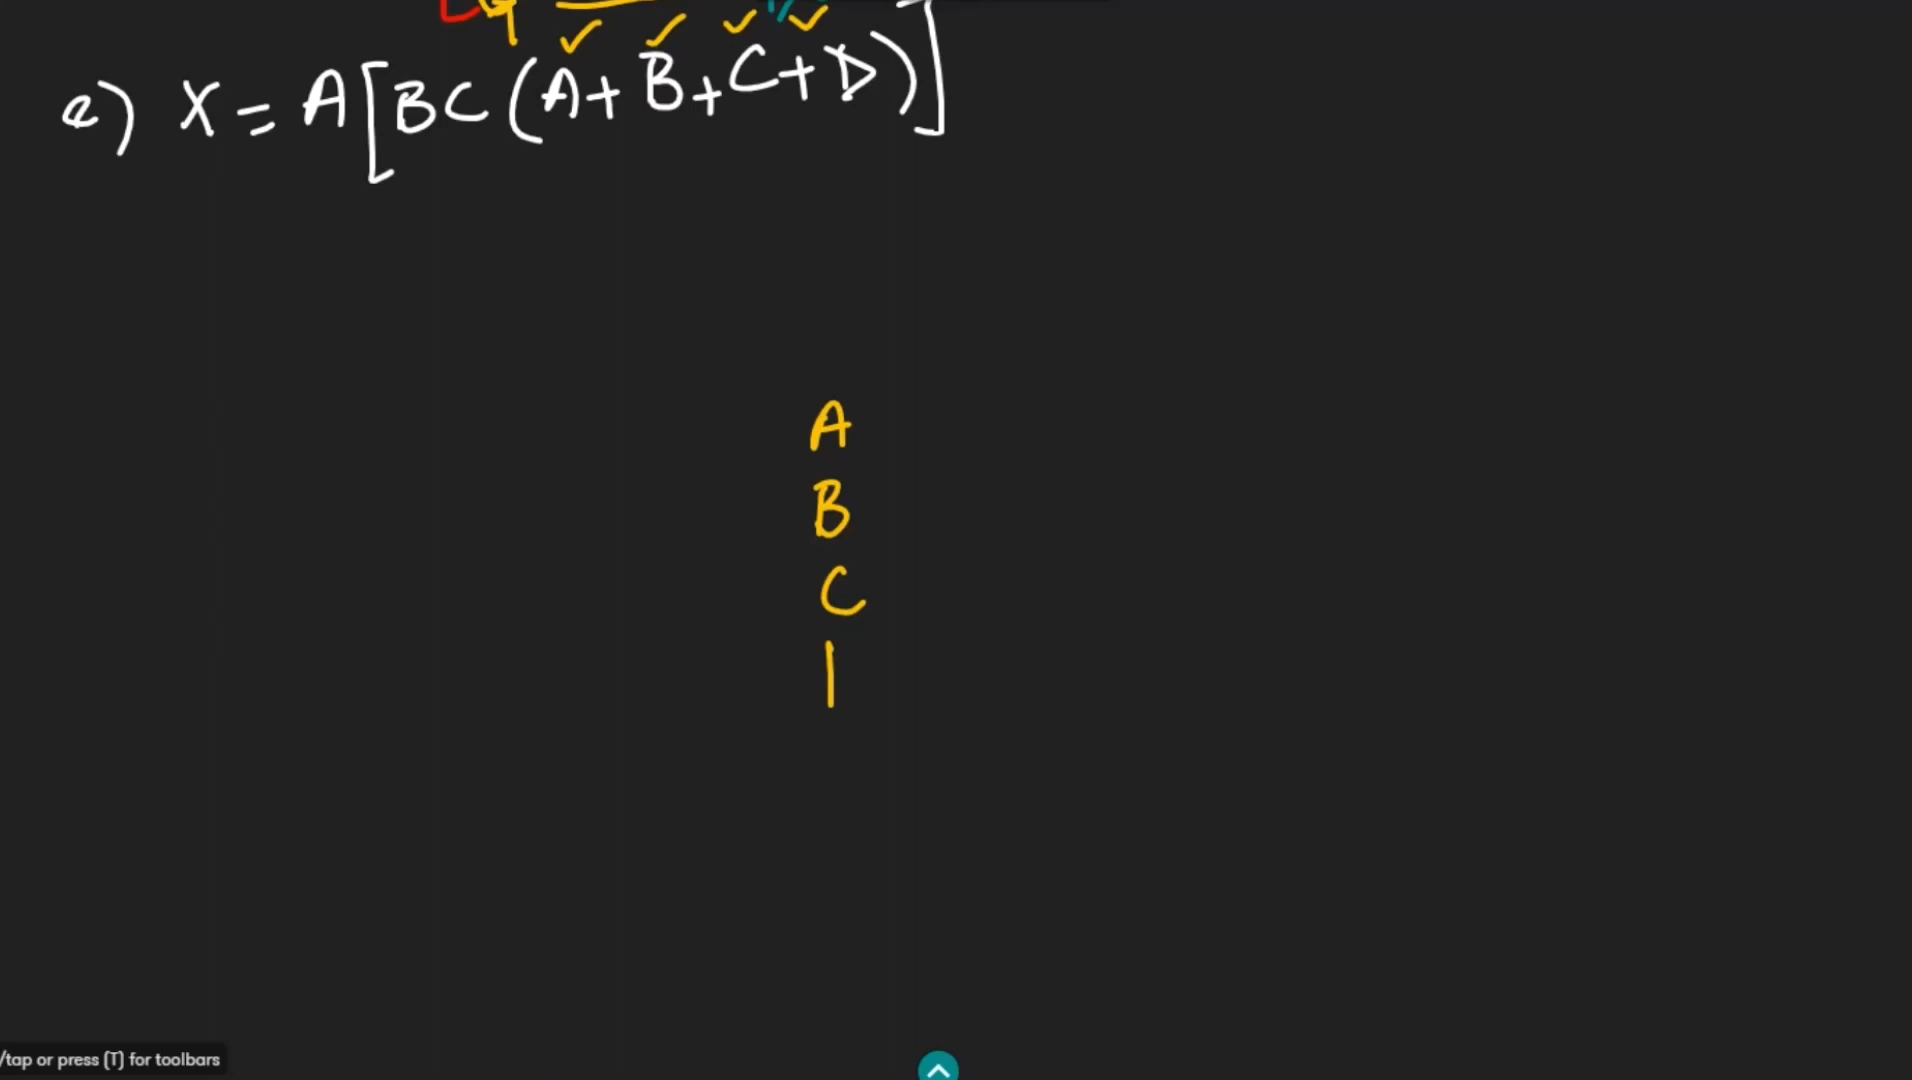 e) X = A[BC(A+B+C+D)]
A
B
C
/tap or press (T) for toolbars